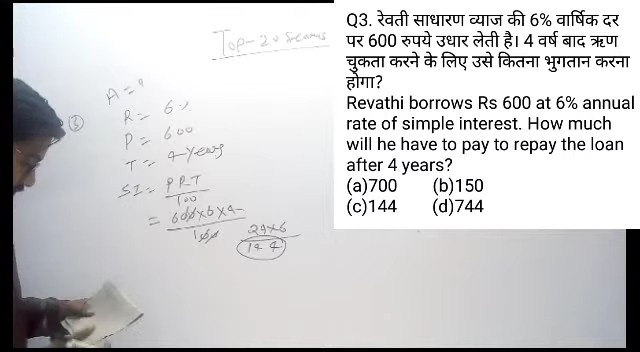 Top-20 seams
Q3. रेवती साधारण व्याज की 6% वार्षिक दर
पर 600 रुपये उधार लेती है। 4 वर्ष बाद ऋण
चुकता करने के लिए उसे कितना भुगतान करना
होगा?
Revathi borrows Rs 600 at 6% annual
rate of simple interest. How much
will he have to pay to repay the loan
after 4 years?
(a)700 (b)150
(c)144 (d)744
③ A = ?
R = 6%
P = 600
T = 4 years
SI = PRT
100
= 600×6×4
100
24×6
144